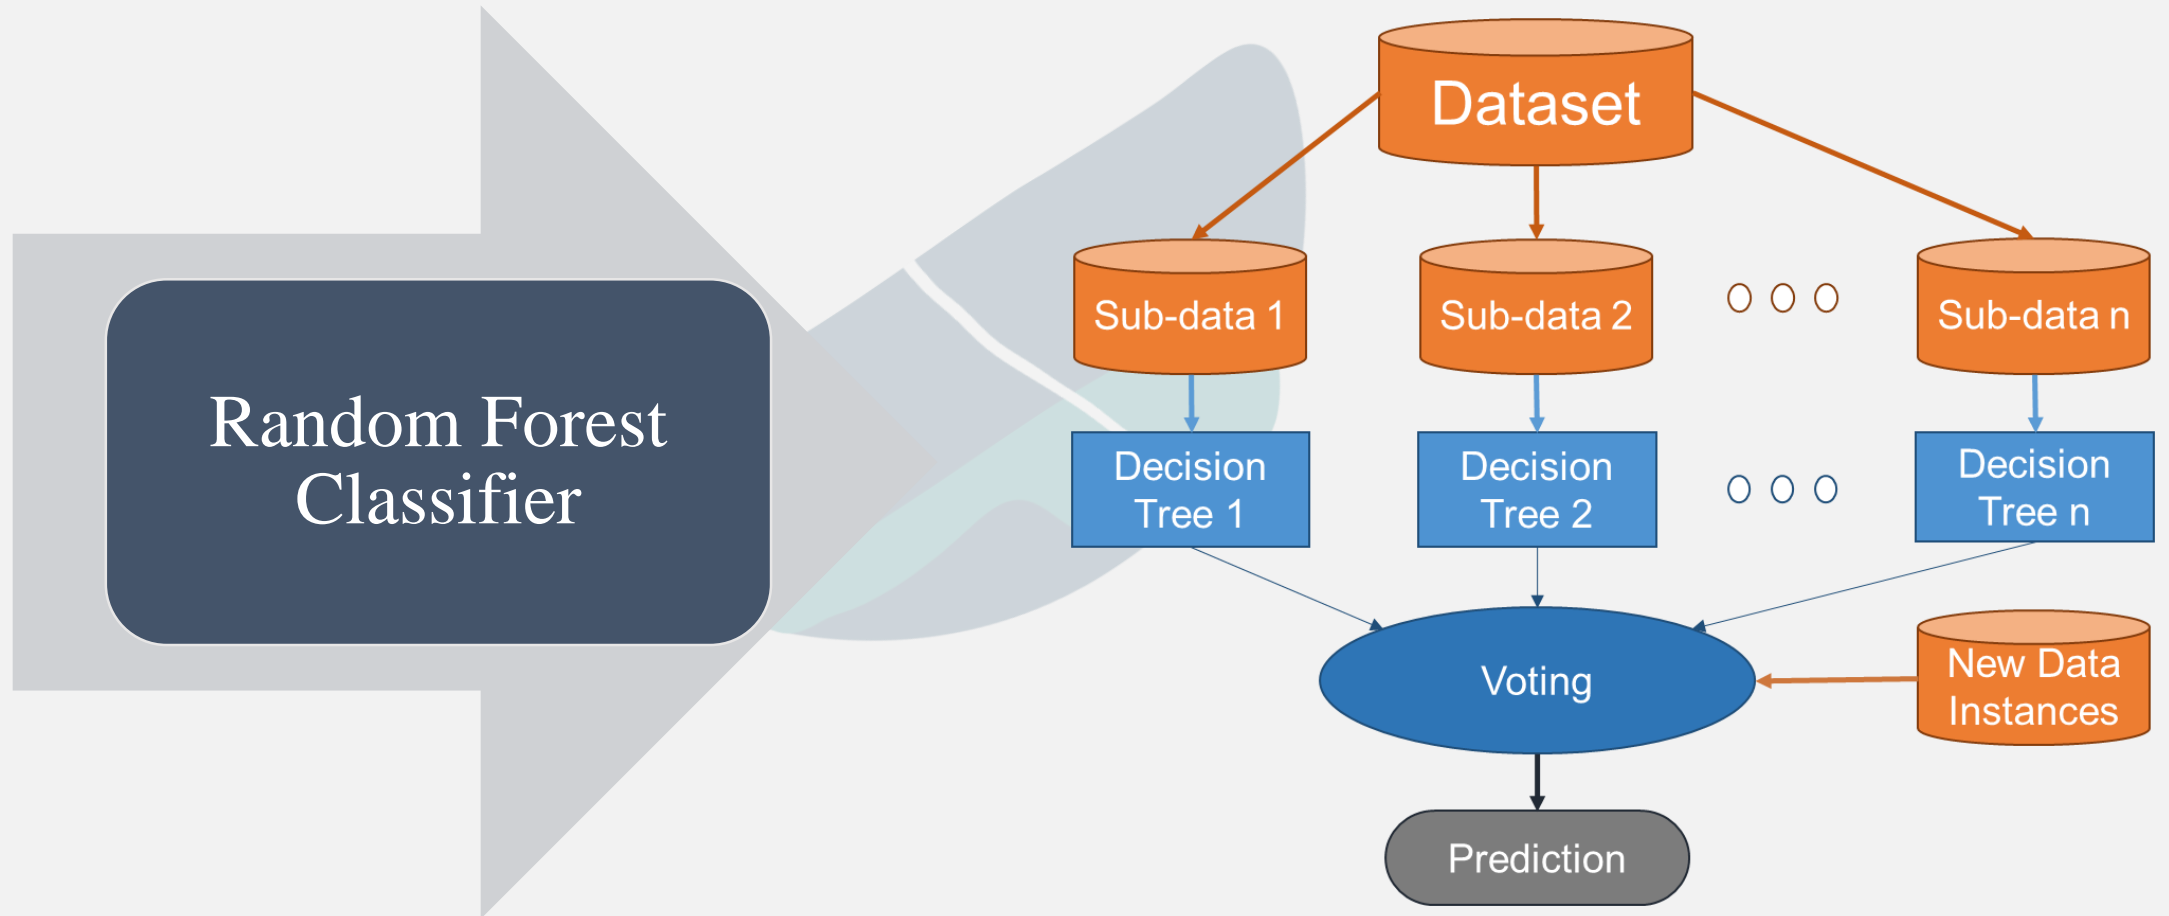 Random Forest
Classifier
Dataset
Sub-data 1
Sub-data 2
Sub-data n
Decision
Tree 1
Decision
Tree 2
Decision
Tree n
Voting
New Data
Instances
Prediction